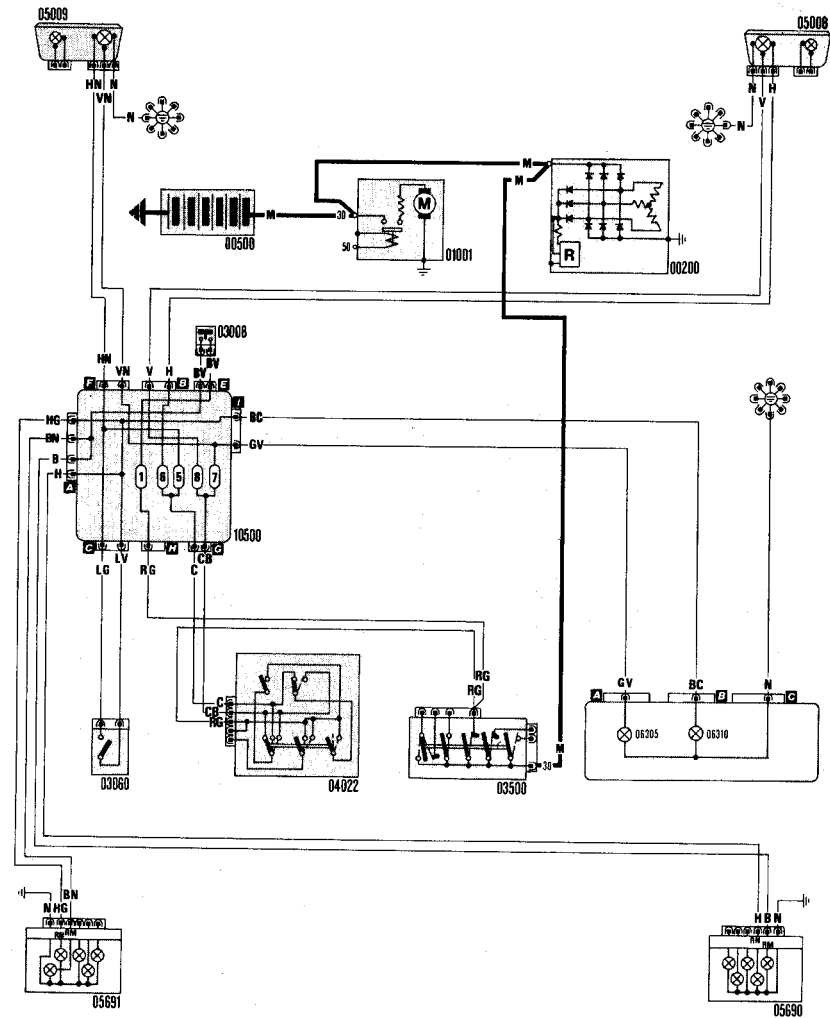 05009
05008
HN
N
VN
N
N
H
V
N
M
M
30
M
50
M
00500
01001
R
00200
03008
HN
VN
V
H
BV
BV
F
B
E
I
HG
BN
B
H
A
BC
GV
1
6
5
8
7
10500
C
H
G
LG
LV
RG
C
CB
RG
RG
C
CB
RG
GV
BC
N
A
B
C
06305
06310
M
30
03060
04022
03500
BN
N
HG
RN
RM
05691
H
B
N
RN
RM
05690